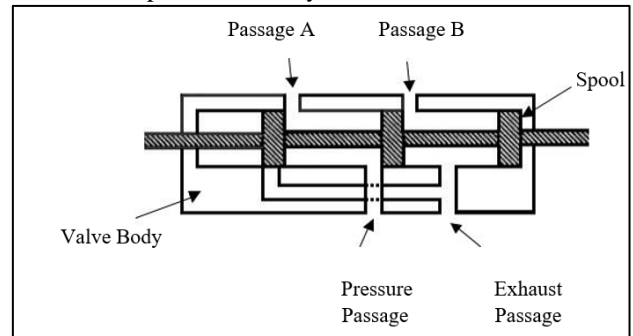 Passage A
Passage B
Spool
Valve Body
Pressure
Passage
Exhaust
Passage